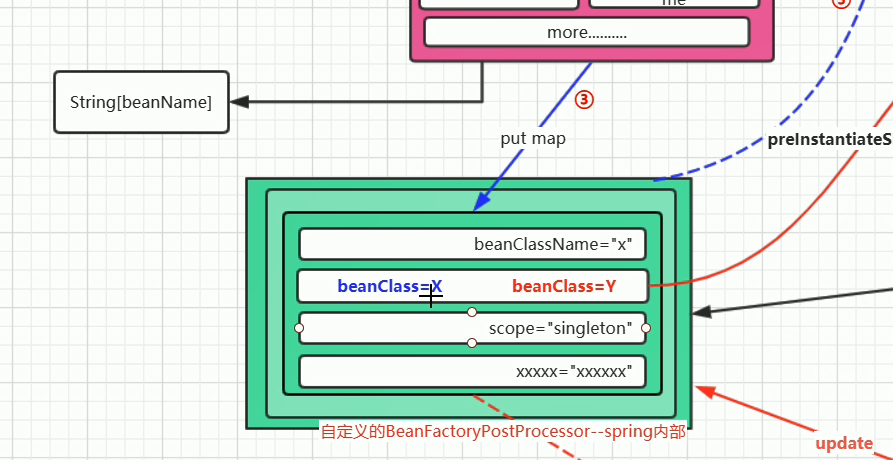 me
③
more..........
String[beanName]
③
put map
preInstantiateS
beanClassName="x"
beanClass=X beanClass=Y
scope="singleton"
xxxxx="xxxxxx"
自定义的BeanFactoryPostProcessor--spring内部
update